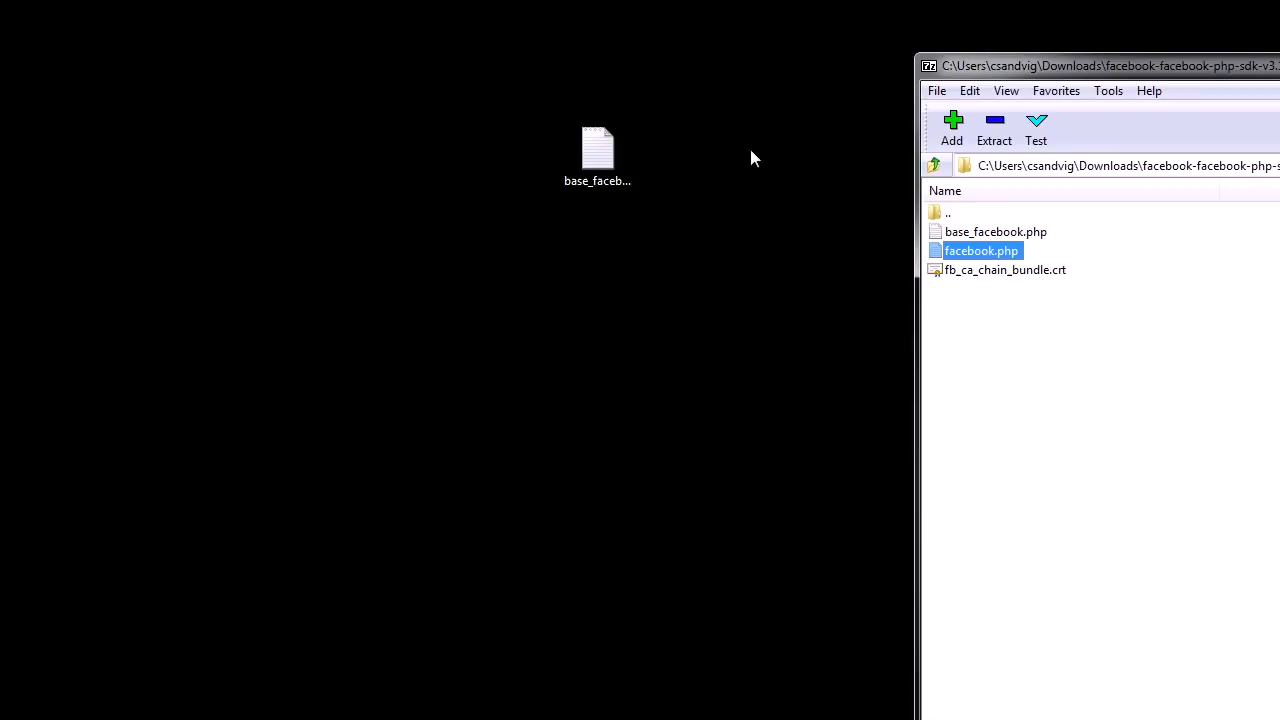 base_faceb...
7z C:\Users\csandvig\Downloads\facebook-facebook-php-sdk-v3.
File Edit View Favorites Tools Help
Add Extract Test
C:\Users\csandvig\Downloads\facebook-facebook-php-s
Name
..
base_facebook.php
facebook.php
fb_ca_chain_bundle.crt